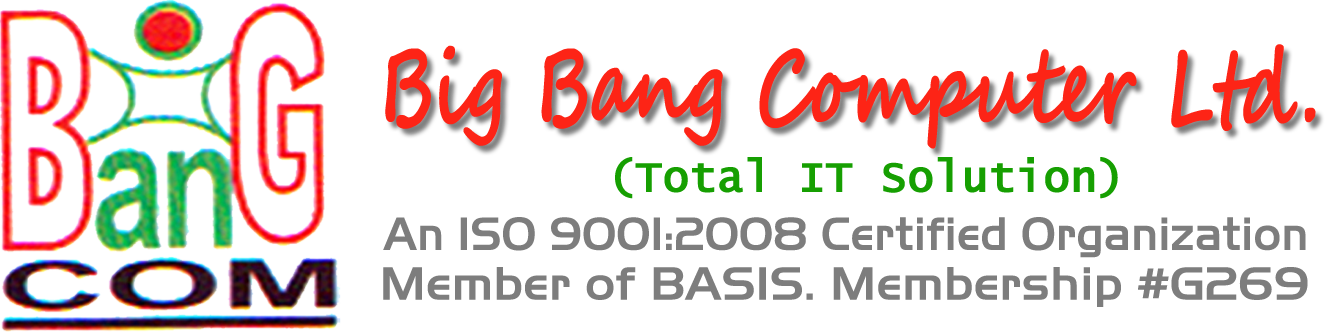 BiG
BanG
COM
Big Bang Computer Ltd.
(Total IT Solution)
An ISO 9001:2008 Certified Organization
Member of BASIS. Membership #G269